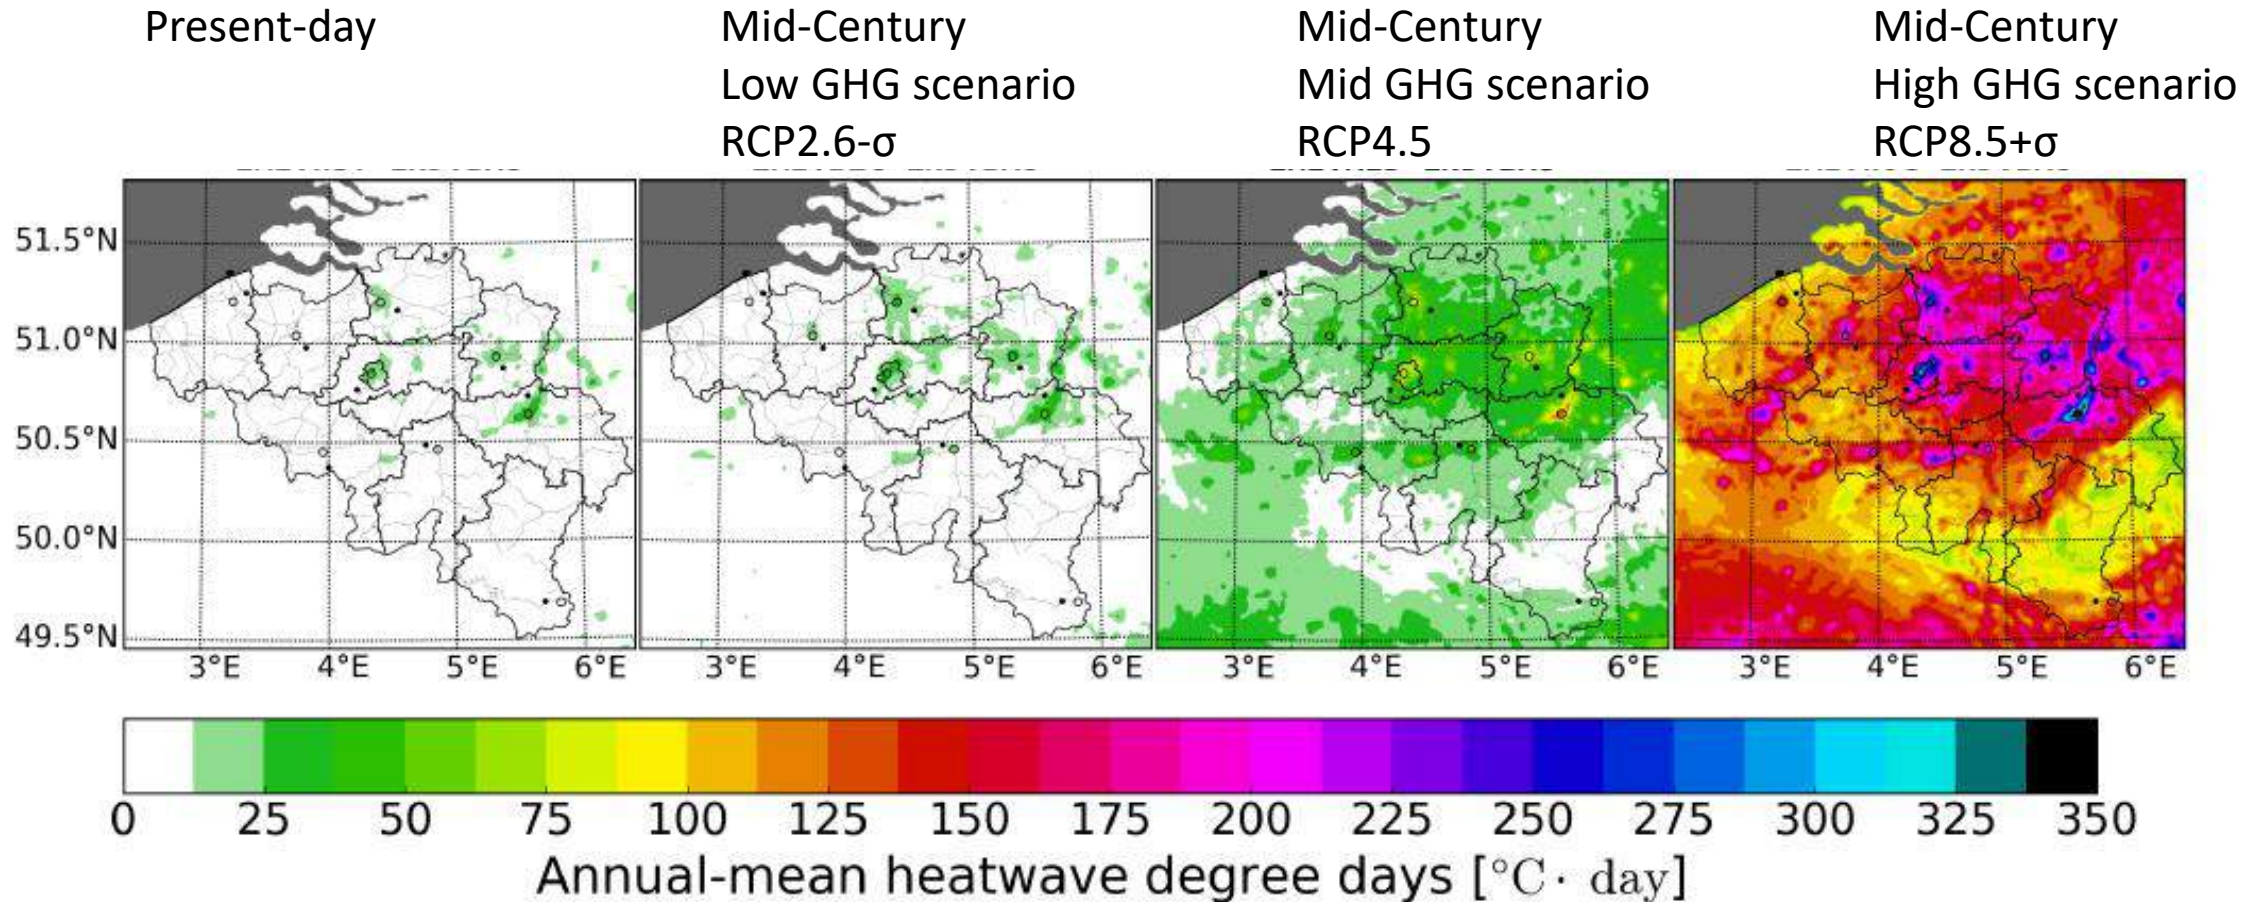 Present-day
Mid-Century
Low GHG scenario
RCP2.6-σ
Mid-Century
Mid GHG scenario
RCP4.5
Mid-Century
High GHG scenario
RCP8.5+σ
51.5°N
51.0°N
50.5°N
50.0°N
49.5°N
3°E 4°E 5°E 6°E
3°E 4°E 5°E 6°E
3°E 4°E 5°E 6°E
3°E 4°E 5°E 6°E
0 25 50 75 100 125 150 175 200 225 250 275 300 325 350
Annual-mean heatwave degree days [°C· day]